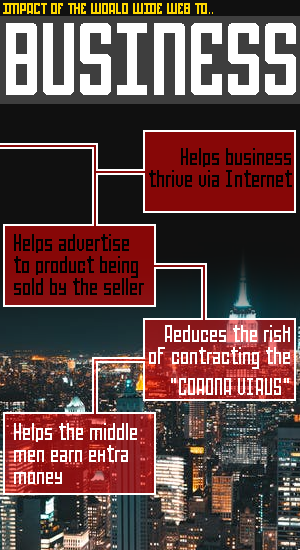 IMPACT OF THE WORLD WIDE WEB TO..
BUSINESS
Helps business
thrive via Internet
Helps advertise
to product being
sold by the seller
Reduces the risk
of contracting the
"CORONA VIRUS"
Helps the middle
men earn extra
money